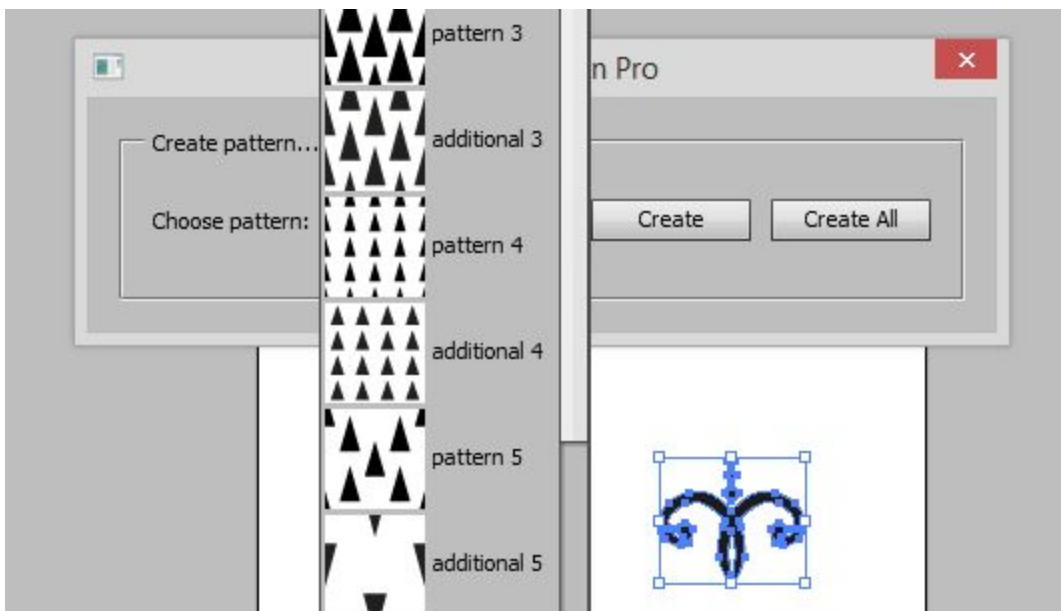 pattern 3
n Pro
additional 3
Create pattern...
pattern 4
Choose pattern:
Create
Create All
additional 4
pattern 5
additional 5